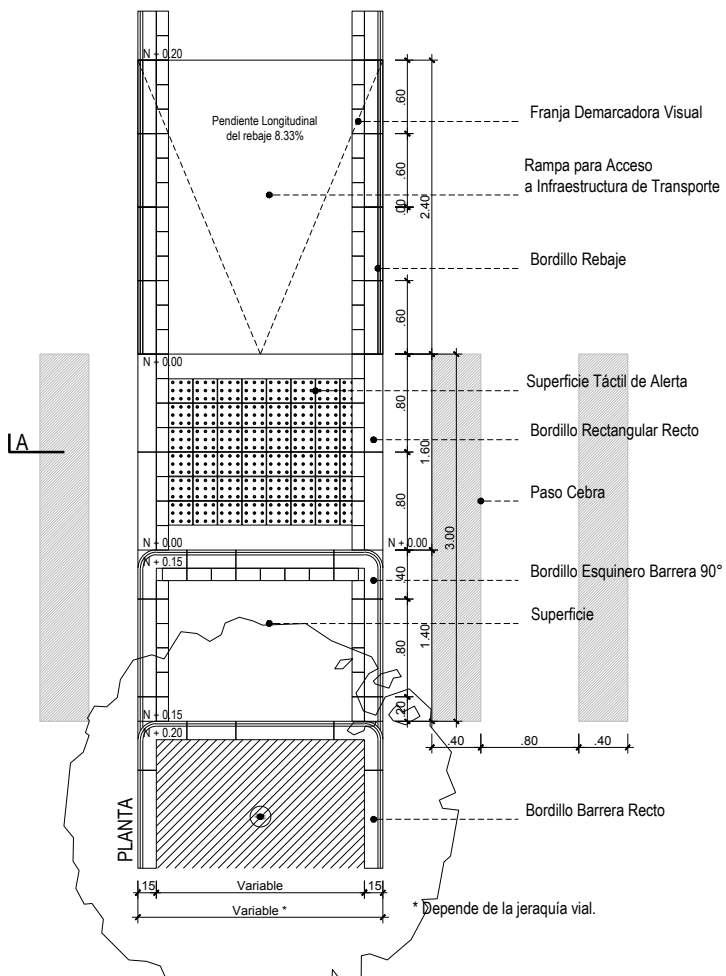 N + 0.20
Pendiente Longitudinal
del rebaje 8.33%
.60
.60
.60
.60
2.40
Franja Demarcadora Visual
Rampa para Acceso
a Infraestructura de Transporte
Bordillo Rebaje
N + 0.00
A
.80
.80
1.60
3.00
Superficie Táctil de Alerta
Bordillo Rectangular Recto
Paso Cebra
N + 0.00
N + 0.00
N + 0.15
.40
.80
.20
1.40
Bordillo Esquinero Barrera 90°
Superficie
N + 0.15
N + 0.20
.40
.80
.40
PLANTA
Bordillo Barrera Recto
.15
Variable
.15
Variable *
* Depende de la jeraquía vial.